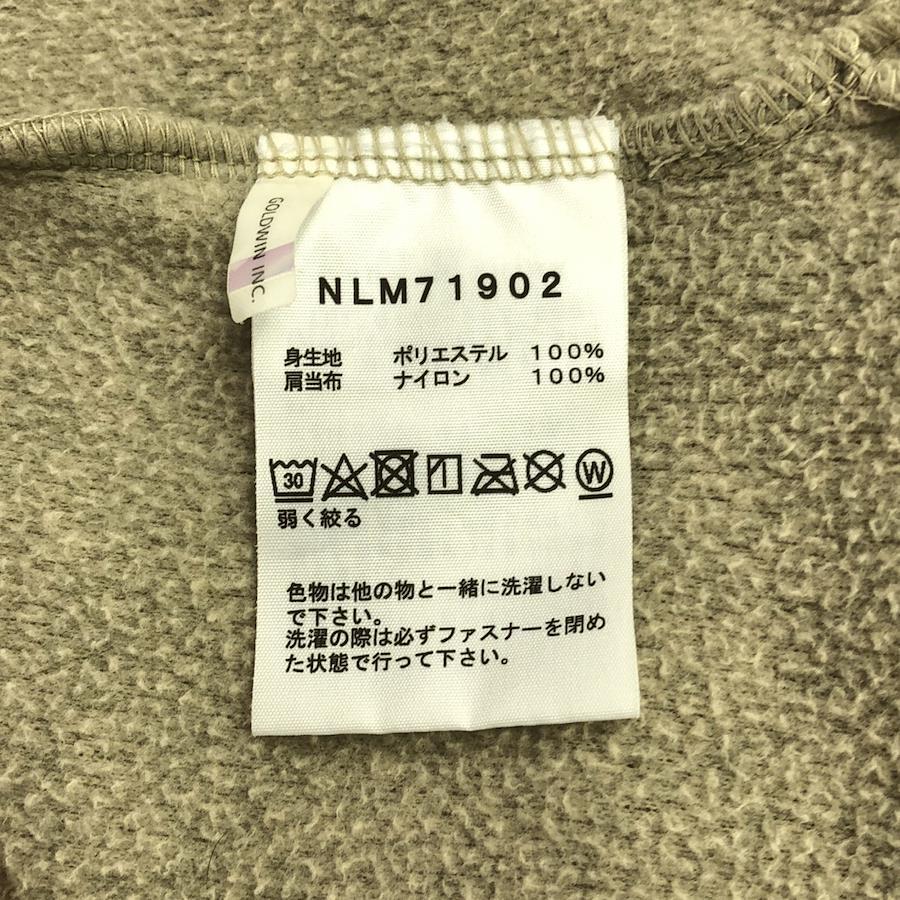 GOLDWIN INC.
NLM71902
身生地 ポリエステル 100%
肩当布 ナイロン 100%
30 W
弱く絞る
色物は他の物と一緒に洗濯しない
で下さい。
洗濯の際は必ずファスナーを閉め
た状態で行って下さい。